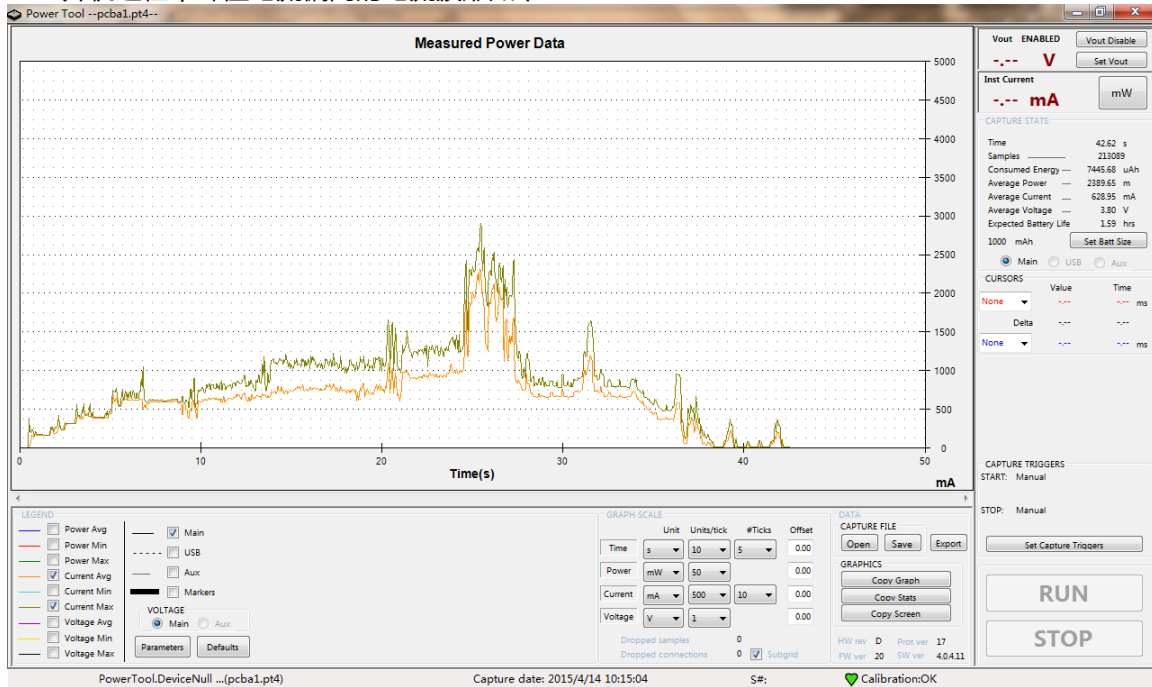 Power Tool --pcba1.pt4--
Measured Power Data
5000
4500
4000
3500
3000
2500
2000
1500
1000
500
0
0 10 20 30 40 50
Time(s)
mA
Vout ENABLED Vout Disable
-.-- V Set Vout
Inst Current
-.-- mA mW
CAPTURE STATS
Time 42.62 s
Samples 213089
Consumed Energy 7445.68 uAh
Average Power 2389.65 m
Average Current 628.95 mA
Average Voltage 3.80 V
Expected Battery Life 1.59 hrs
1000 mAh Set Batt Size
Main USB Aux
CURSORS
Value Time
None -.-- -.-- ms
Delta -.-- -.--
None -.-- -.-- ms
CAPTURE TRIGGERS
START: Manual
STOP: Manual
Set Capture Triggers
RUN
STOP
LEGEND
Power Avg
Power Min
Power Max
Current Avg
Current Min
Current Max
Voltage Avg
Voltage Min
Voltage Max
Main
USB
Aux
Markers
VOLTAGE
Main Aux
Parameters Defaults
GRAPH SCALE
Unit Units/tick #Ticks Offset
Time s 10 5 0.00
Power mW 50 0.00
Current mA 500 10 0.00
Voltage V 1 0.00
Dropped samples 0
Dropped connections 0 Subgrid
DATA
CAPTURE FILE
Open Save Export
GRAPHICS
Copy Graph
Copy Stats
Copy Screen
HW rev D Prot ver 17
FW ver 20 SW ver 4.0.4.11
PowerTool.DeviceNull ...(pcba1.pt4) Capture date: 2015/4/14 10:15:04 S#: Calibration:OK